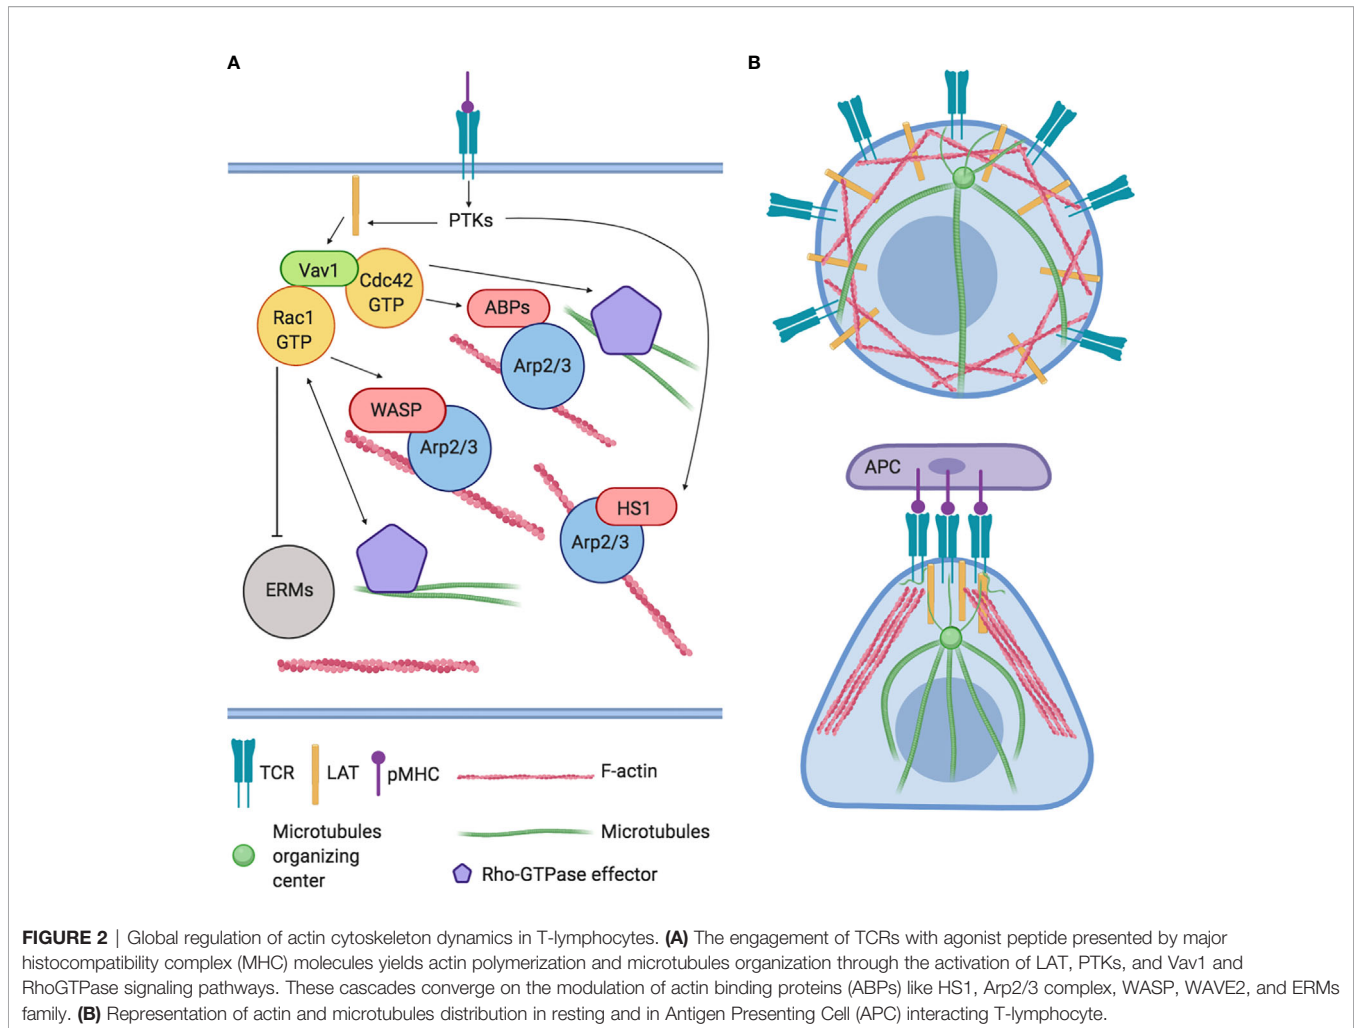 A
B
PTKs
Vav1
Cdc42
GTP
Rac1
GTP
ABPs
Arp2/3
WASP
Arp2/3
HS1
Arp2/3
ERMs
APC
TCR
LAT
pMHC
F-actin
Microtubules
organizing
center
Microtubules
Rho-GTPase effector
FIGURE 2 | Global regulation of actin cytoskeleton dynamics in T-lymphocytes. (A) The engagement of TCRs with agonist peptide presented by major
histocompatibility complex (MHC) molecules yields actin polymerization and microtubules organization through the activation of LAT, PTKs, and Vav1 and
RhoGTPase signaling pathways. These cascades converge on the modulation of actin binding proteins (ABPs) like HS1, Arp2/3 complex, WASP, WAVE2, and ERMs
family. (B) Representation of actin and microtubules distribution in resting and in Antigen Presenting Cell (APC) interacting T-lymphocyte.